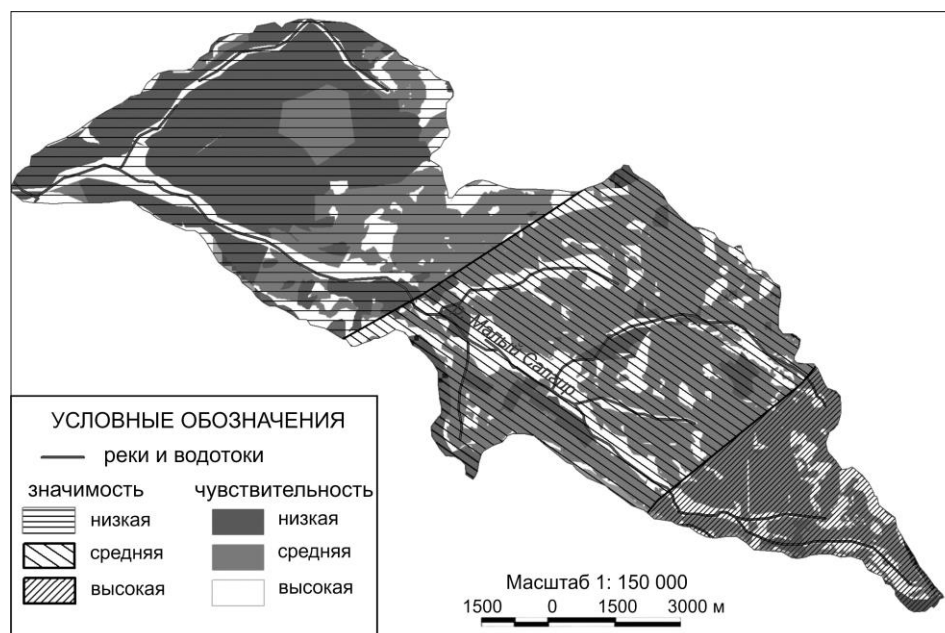 р. Малый Салаир
УСЛОВНЫЕ ОБОЗНАЧЕНИЯ
реки и водотоки
значимость чувствительность
низкая низкая
средняя средняя
высокая высокая
Масштаб 1: 150 000
1500 0 1500 3000 м